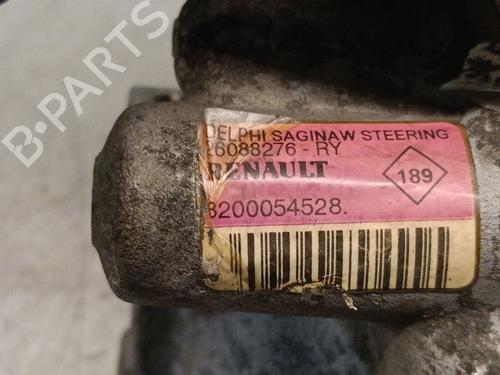 B-PARTS
DELPHI SAGINAW STEERING
26088276 - RY
RENAULT
189
8200054528.